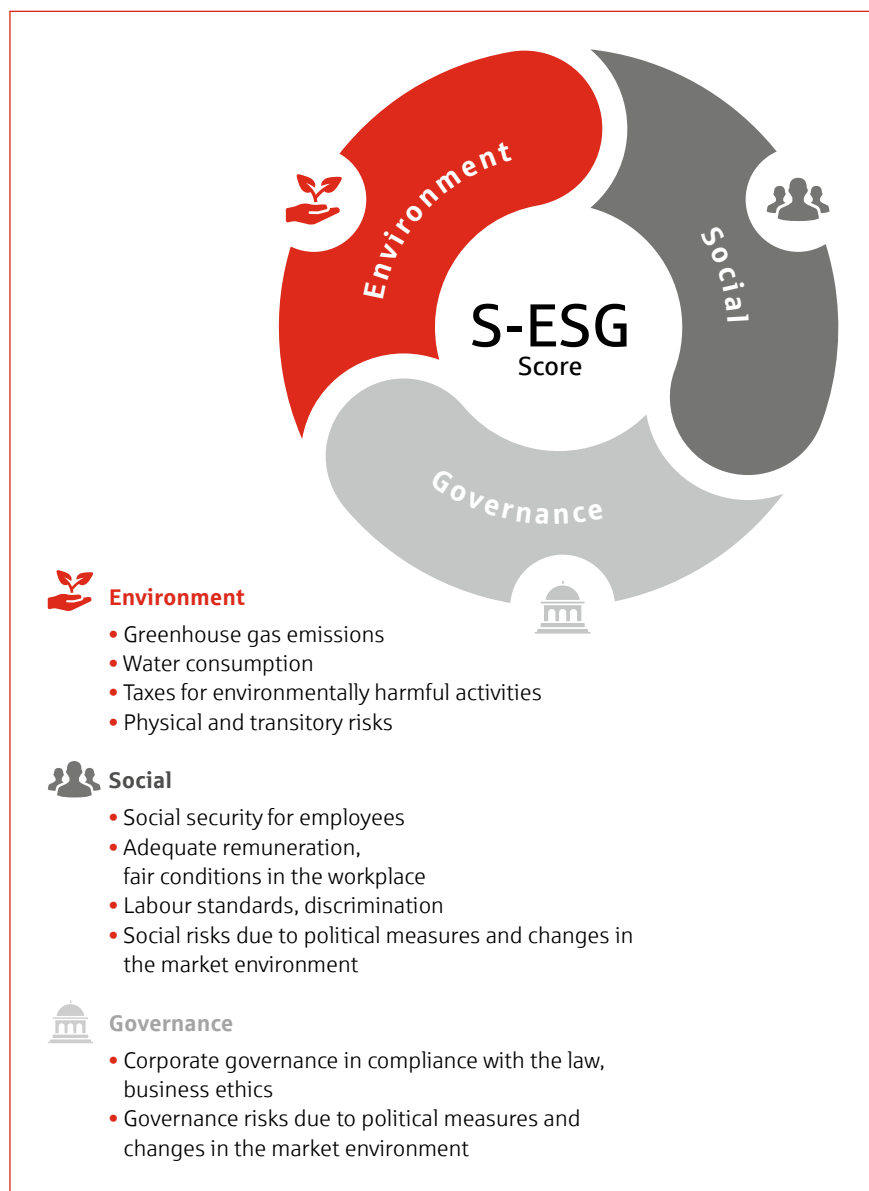 Environment
Social
S-ESG
Score
Governance
Environment
• Greenhouse gas emissions
• Water consumption
• Taxes for environmentally harmful activities
• Physical and transitory risks
Social
• Social security for employees
• Adequate remuneration,
fair conditions in the workplace
• Labour standards, discrimination
• Social risks due to political measures and changes in
the market environment
Governance
• Corporate governance in compliance with the law,
business ethics
• Governance risks due to political measures and
changes in the market environment